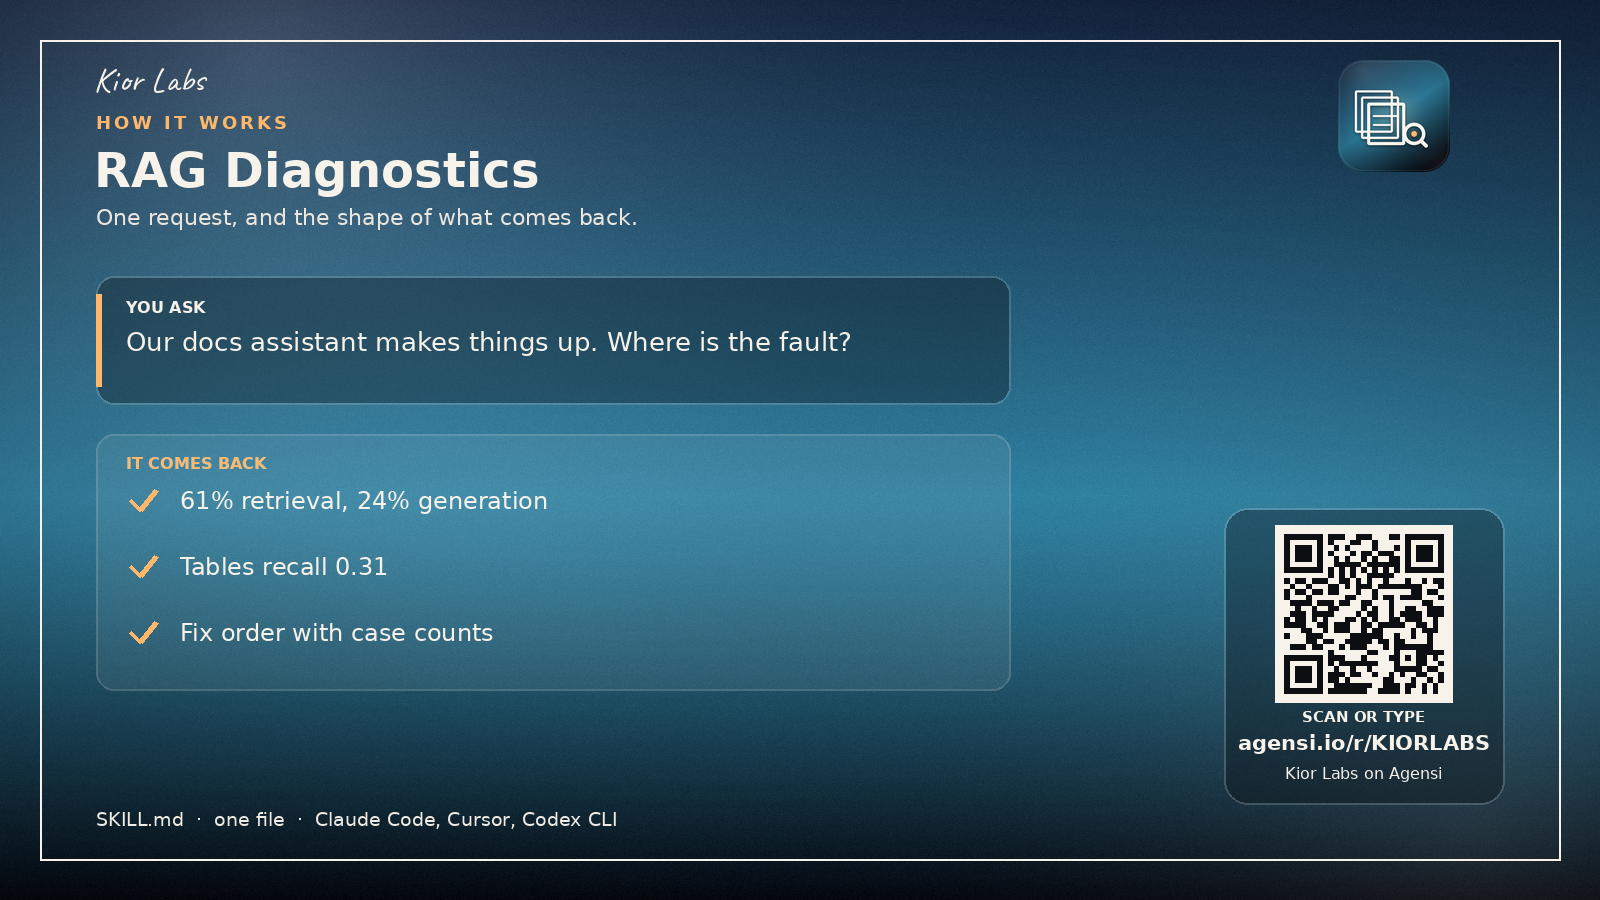 Kior Labs
HOW IT WORKS
RAG Diagnostics
One request, and the shape of what comes back.
YOU ASK
Our docs assistant makes things up. Where is the fault?
IT COMES BACK
61% retrieval, 24% generation
Tables recall 0.31
Fix order with case counts
SCAN OR TYPE
agensi.io/r/KIORLABS
Kior Labs on Agensi
SKILL.md · one file · Claude Code, Cursor, Codex CLI